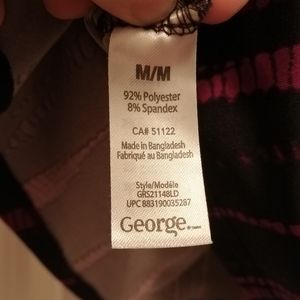 M/M
92% Polyester
8% Spandex
CA# 51122
Made in Bangladesh
Fabriqué au Bangladesh
Style/Modèle
GRS21148LD
UPC 883190035287
George